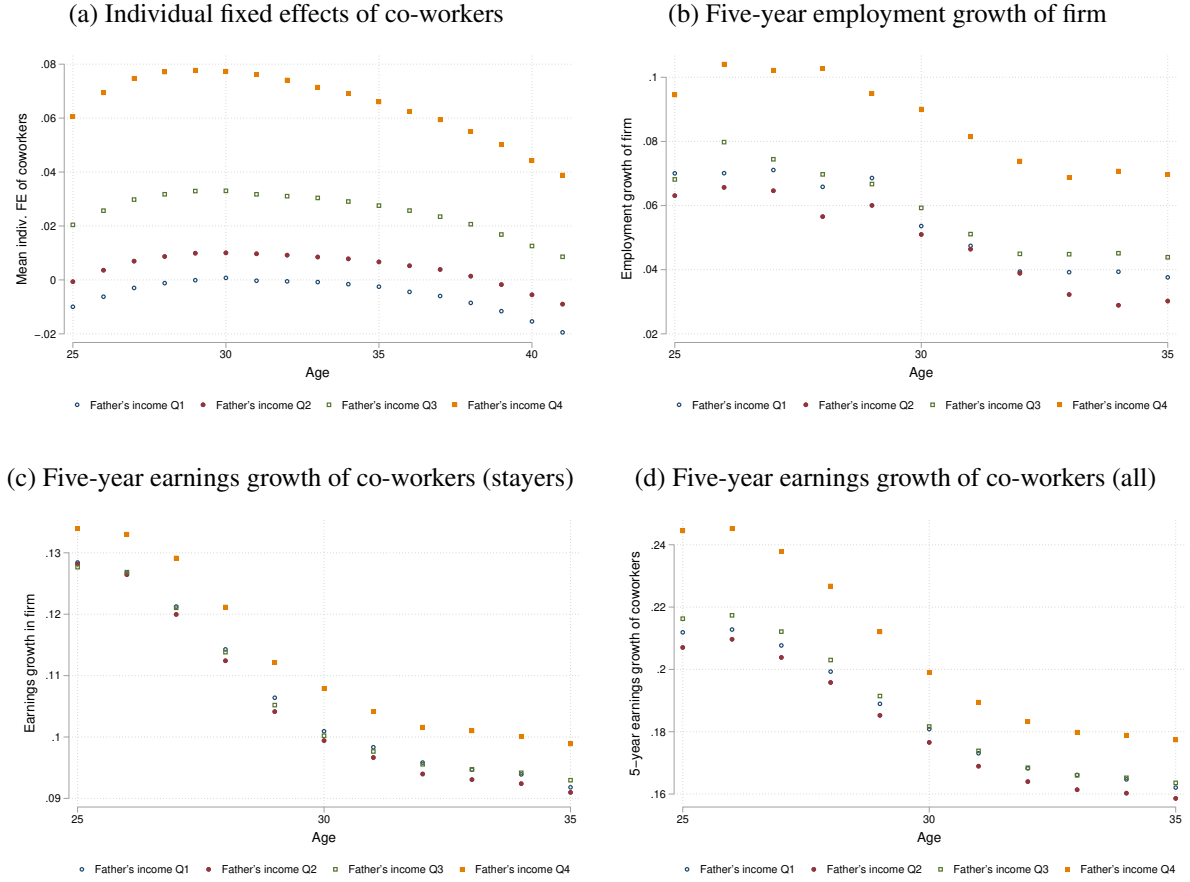 (a) Individual fixed effects of co-workers
Mean indiv. FE of coworkers
.08
.06
.04
.02
0
−.02
25 30 35 40
Age
Father's income Q1 Father's income Q2 Father's income Q3 Father's income Q4
(b) Five-year employment growth of firm
Employment growth of firm
.1
.08
.06
.04
.02
25 30 35
Age
Father's income Q1 Father's income Q2 Father's income Q3 Father's income Q4
(c) Five-year earnings growth of co-workers (stayers)
Earnings growth in firm
.13
.12
.11
.1
.09
25 30 35
Age
Father's income Q1 Father's income Q2 Father's income Q3 Father's income Q4
(d) Five-year earnings growth of co-workers (all)
5−year earnings growth of coworkers
.24
.22
.2
.18
.16
25 30 35
Age
Father's income Q1 Father's income Q2 Father's income Q3 Father's income Q4